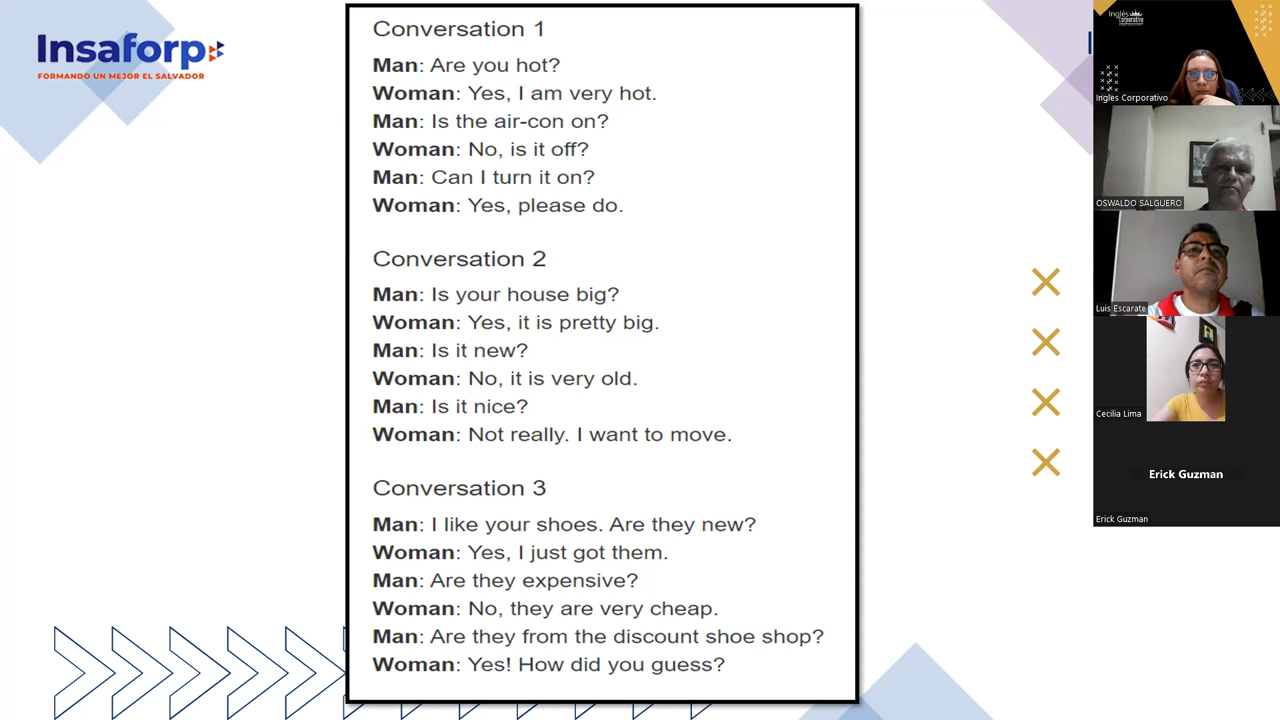 Insaforp
FORMANDO UN MEJOR EL SALVADOR
Conversation 1
Man: Are you hot?
Woman: Yes, I am very hot.
Man: Is the air-con on?
Woman: No, is it off?
Man: Can I turn it on?
Woman: Yes, please do.
Conversation 2
Man: Is your house big?
Woman: Yes, it is pretty big.
Man: Is it new?
Woman: No, it is very old.
Man: Is it nice?
Woman: Not really. I want to move.
Conversation 3
Man: I like your shoes. Are they new?
Woman: Yes, I just got them.
Man: Are they expensive?
Woman: No, they are very cheap.
Man: Are they from the discount shoe shop?
Woman: Yes! How did you guess?
Inglés
Corporativo
Ingles Corporativo
OSWALDO SALGUERO
Luis Escarate
Cecilia Lima
Erick Guzman
Erick Guzman